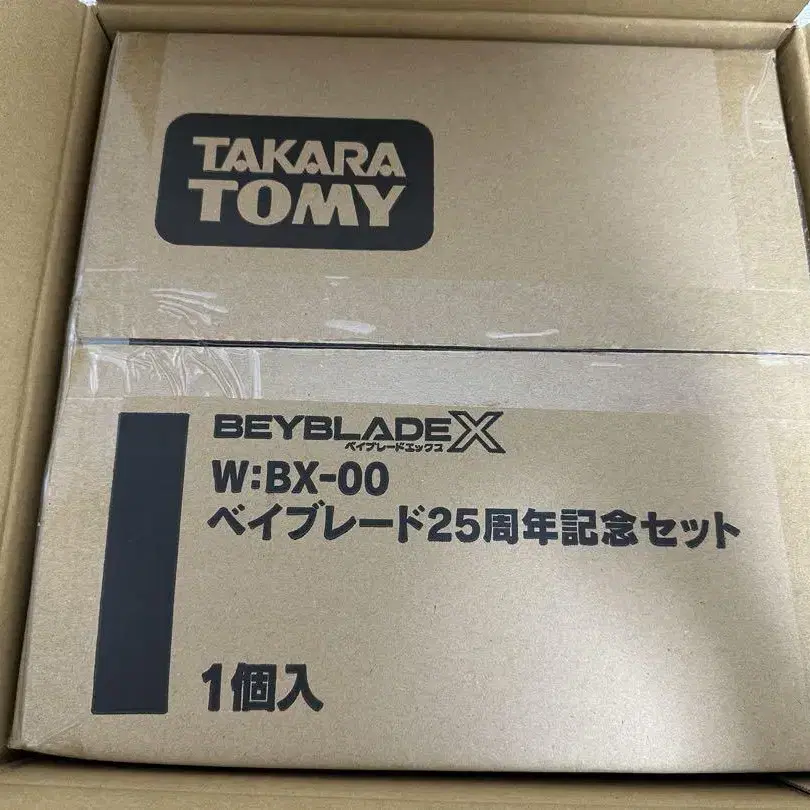 TAKARA
TOMY
BEYBLADE X
ベイブレードエックス
W:BX-00
ベイブレード25周年記念セット
1個入